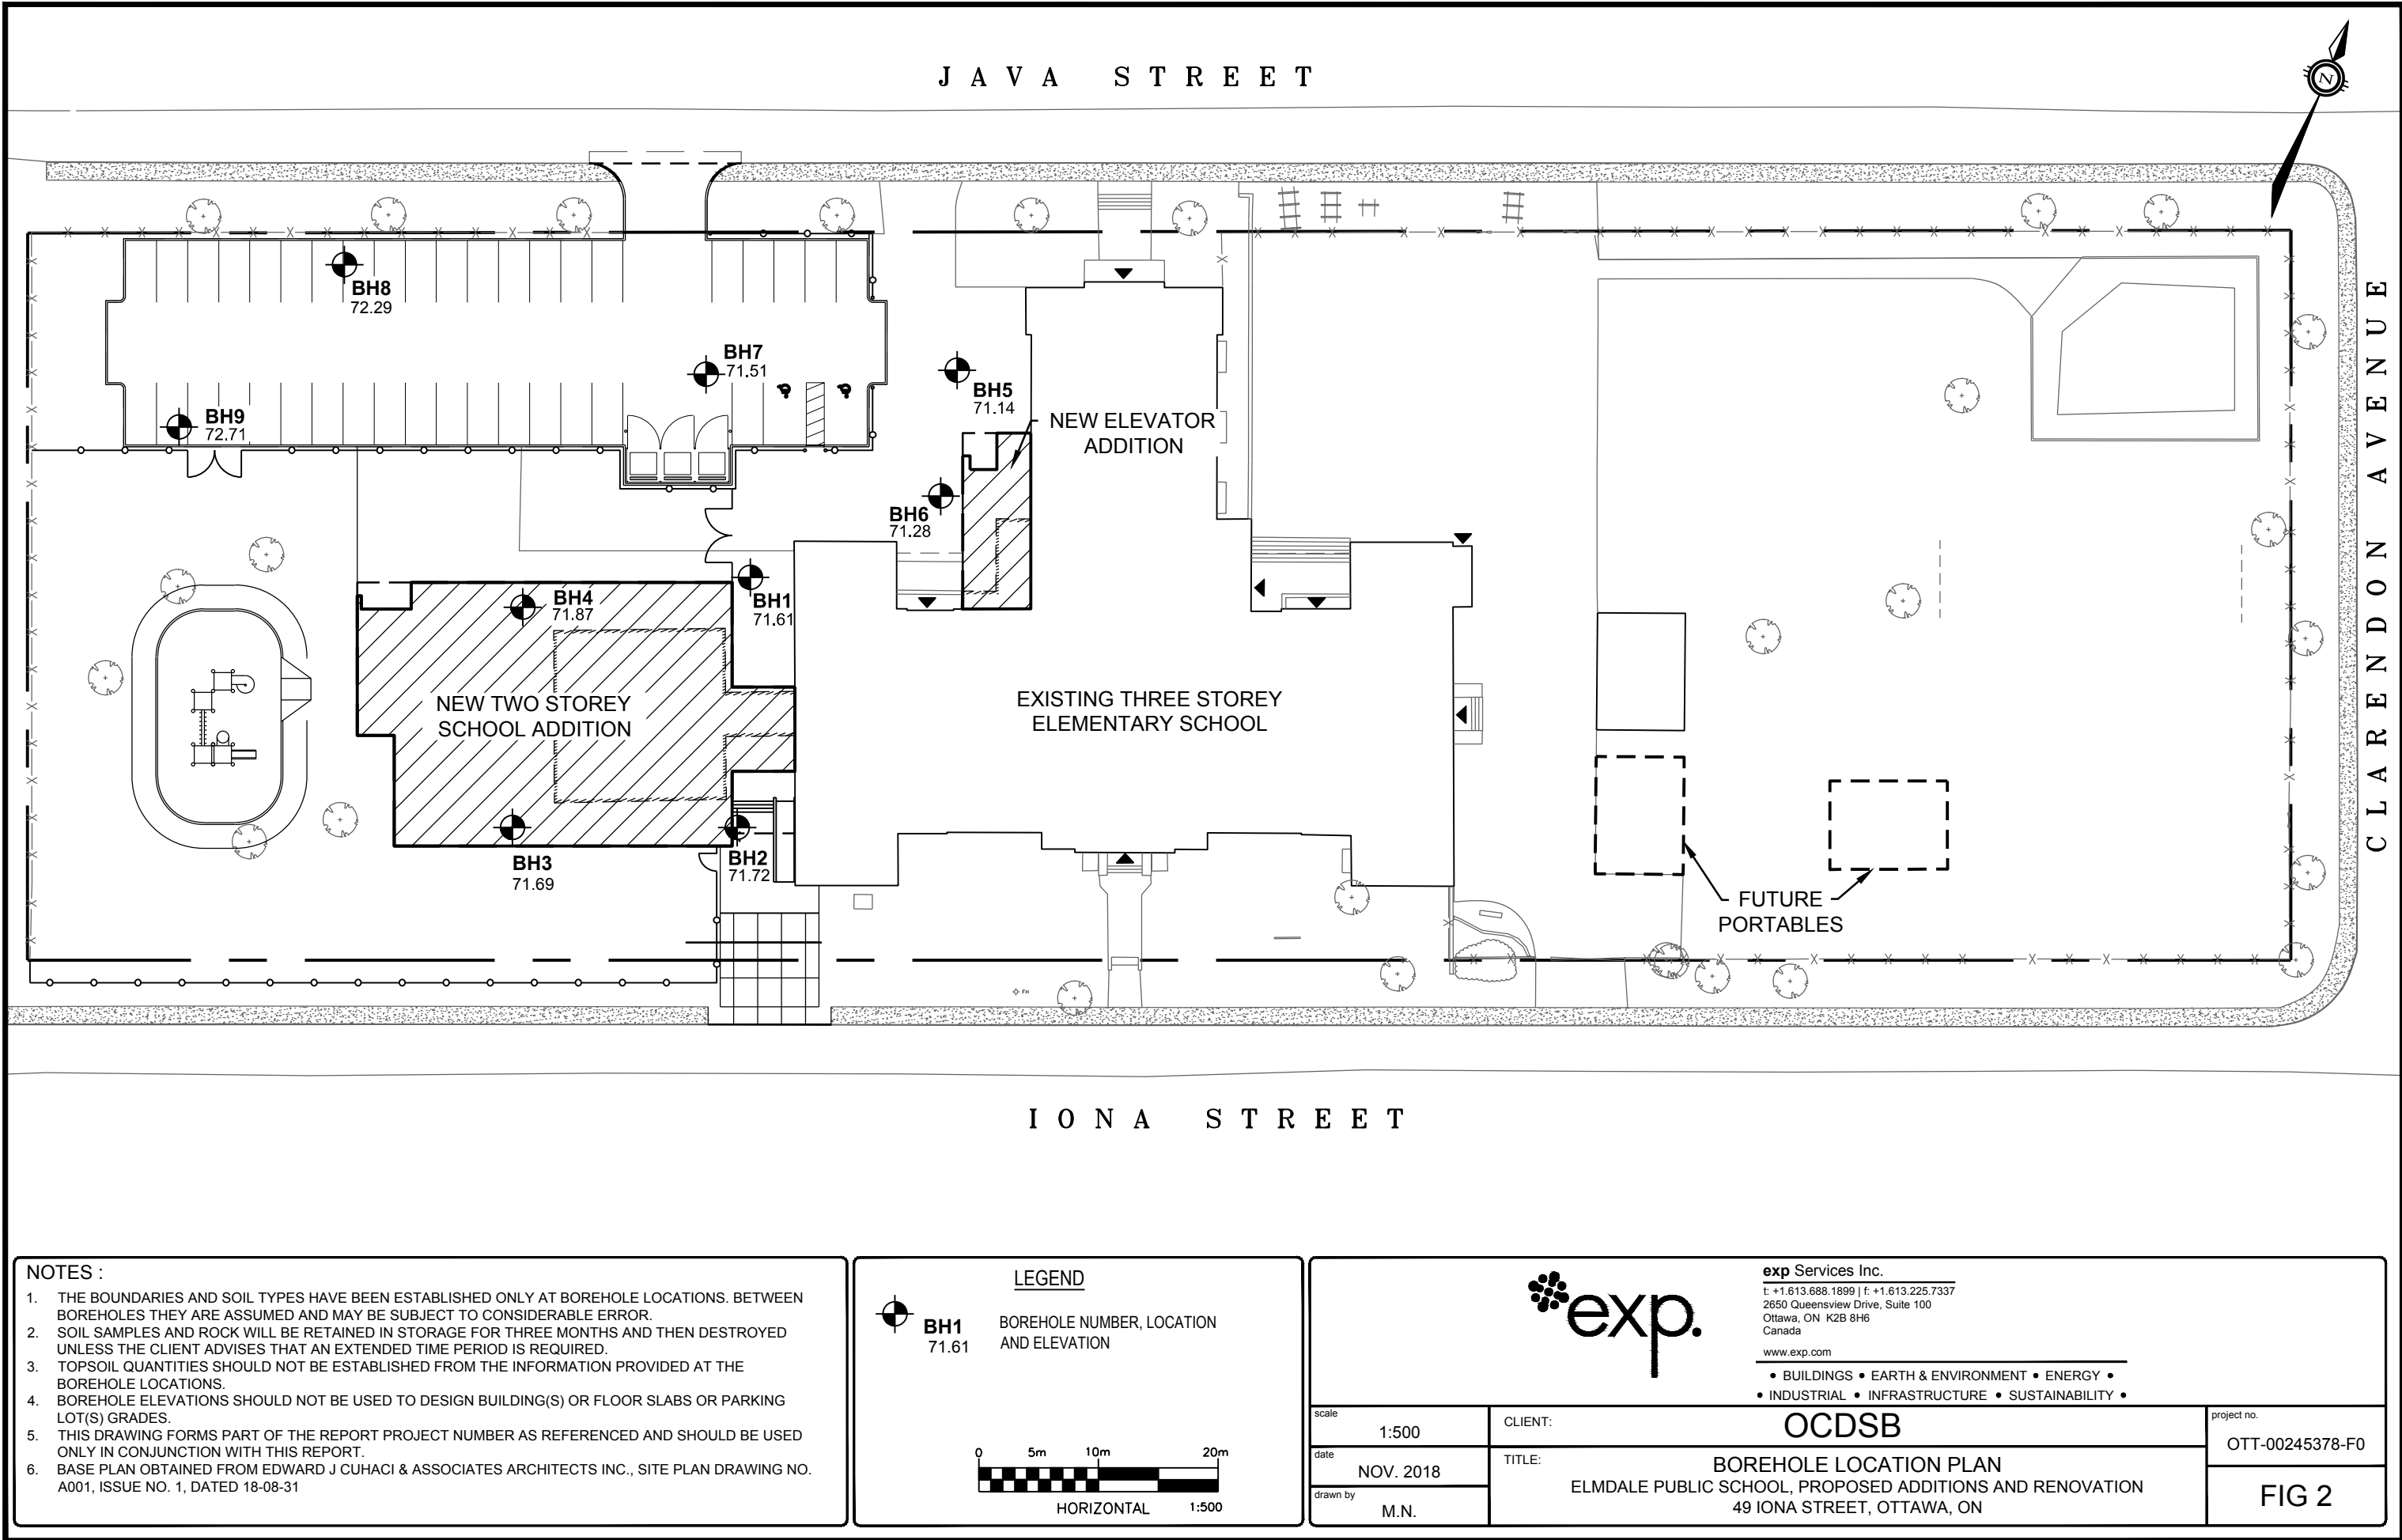 JAVA STREET
N
BH8
72.29
BH7
71.51
BH5
71.14
BH9
72.71
NEW ELEVATOR
ADDITION
BH6
71.28
BH4
71.87
BH1
71.61
NEW TWO STOREY
SCHOOL ADDITION
EXISTING THREE STOREY
ELEMENTARY SCHOOL
CLARENDON AVENUE
BH3
71.69
BH2
71.72
FUTURE
PORTABLES
FH
IONA STREET
NOTES :
1. THE BOUNDARIES AND SOIL TYPES HAVE BEEN ESTABLISHED ONLY AT BOREHOLE LOCATIONS. BETWEEN
BOREHOLES THEY ARE ASSUMED AND MAY BE SUBJECT TO CONSIDERABLE ERROR.
2. SOIL SAMPLES AND ROCK WILL BE RETAINED IN STORAGE FOR THREE MONTHS AND THEN DESTROYED
UNLESS THE CLIENT ADVISES THAT AN EXTENDED TIME PERIOD IS REQUIRED.
3. TOPSOIL QUANTITIES SHOULD NOT BE ESTABLISHED FROM THE INFORMATION PROVIDED AT THE
BOREHOLE LOCATIONS.
4. BOREHOLE ELEVATIONS SHOULD NOT BE USED TO DESIGN BUILDING(S) OR FLOOR SLABS OR PARKING
LOT(S) GRADES.
5. THIS DRAWING FORMS PART OF THE REPORT PROJECT NUMBER AS REFERENCED AND SHOULD BE USED
ONLY IN CONJUNCTION WITH THIS REPORT.
6. BASE PLAN OBTAINED FROM EDWARD J CUHACI & ASSOCIATES ARCHITECTS INC., SITE PLAN DRAWING NO.
A001, ISSUE NO. 1, DATED 18-08-31
LEGEND
BH1
71.61
BOREHOLE NUMBER, LOCATION
AND ELEVATION
0 5m 10m 20m
HORIZONTAL 1:500
exp.
exp Services Inc.
t: +1.613.688.1899 | f: +1.613.225.7337
2650 Queensview Drive, Suite 100
Ottawa, ON K2B 8H6
Canada
www.exp.com
• BUILDINGS • EARTH & ENVIRONMENT • ENERGY •
• INDUSTRIAL • INFRASTRUCTURE • SUSTAINABILITY •
scale
1:500
date
NOV. 2018
drawn by
M.N.
CLIENT: OCDSB
TITLE: BOREHOLE LOCATION PLAN
ELMDALE PUBLIC SCHOOL, PROPOSED ADDITIONS AND RENOVATION
49 IONA STREET, OTTAWA, ON
project no.
OTT-00245378-F0
FIG 2